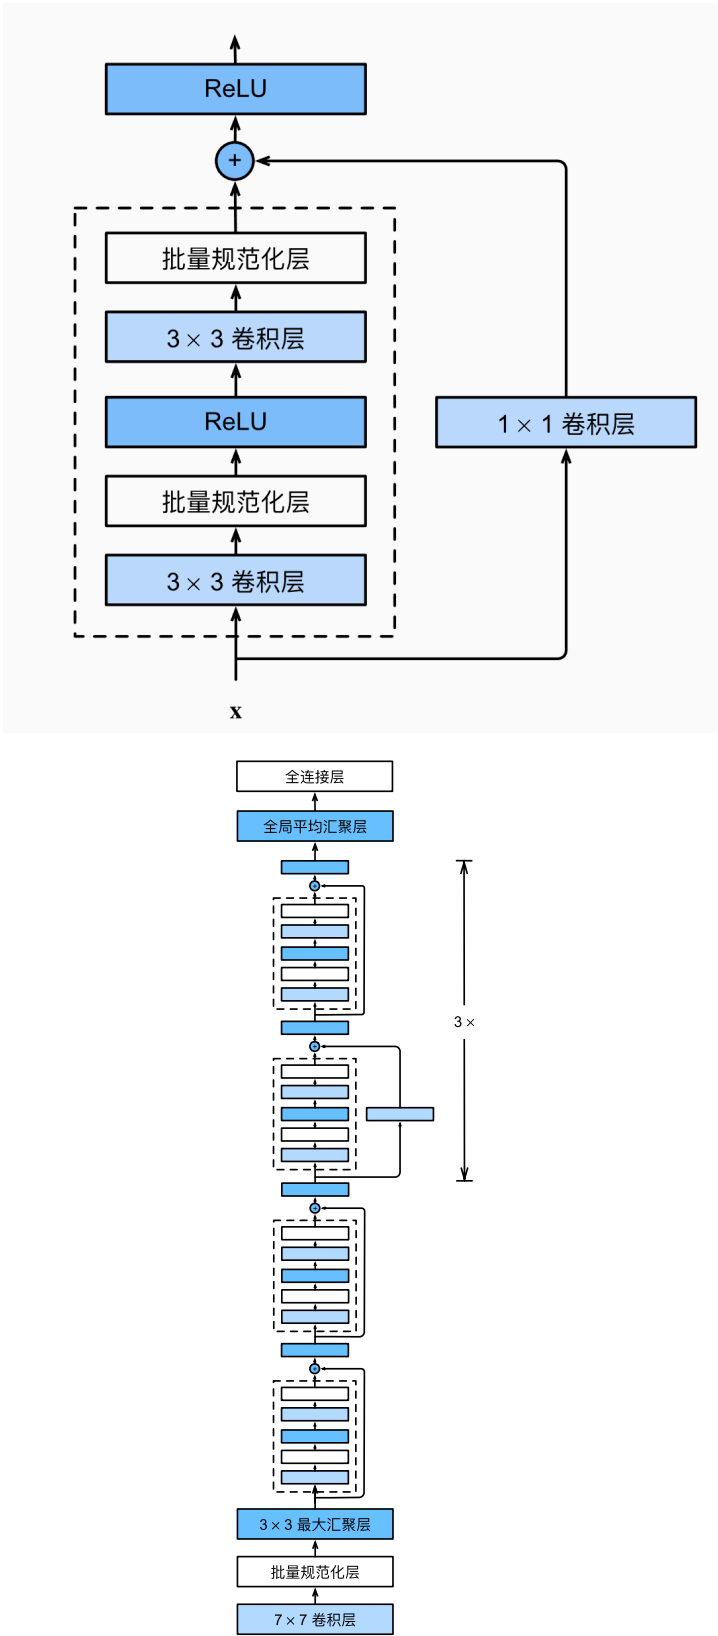 ReLU
+
批量规范化层
3 × 3 卷积层
ReLU
1 × 1 卷积层
批量规范化层
3 × 3 卷积层
x
全连接层
全局平均汇聚层
+
3 ×
+
+
+
3 × 3 最大汇聚层
批量规范化层
7 × 7 卷积层